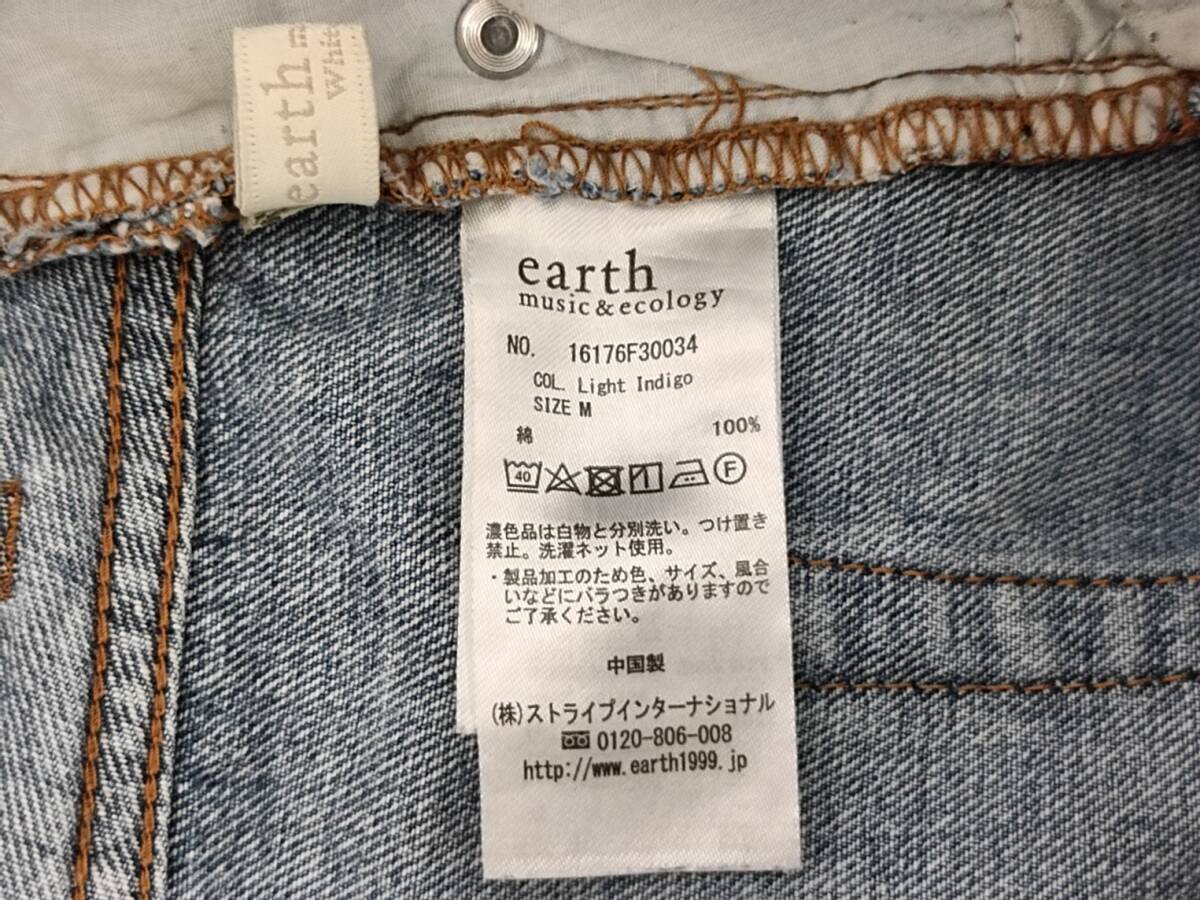 earth m
White
earth
music&ecology
NO. 16176F30034
COL. Light Indigo
SIZE M
綿 100%
40 F
濃色品は白物と分別洗い。つけ置き
禁止。洗濯ネット使用。
・製品加工のため色、サイズ、風合
いなどにバラつきがありますので
ご了承ください。
中国製
(株)ストライプインターナショナル
0120-806-008
http://www.earth1999.jp